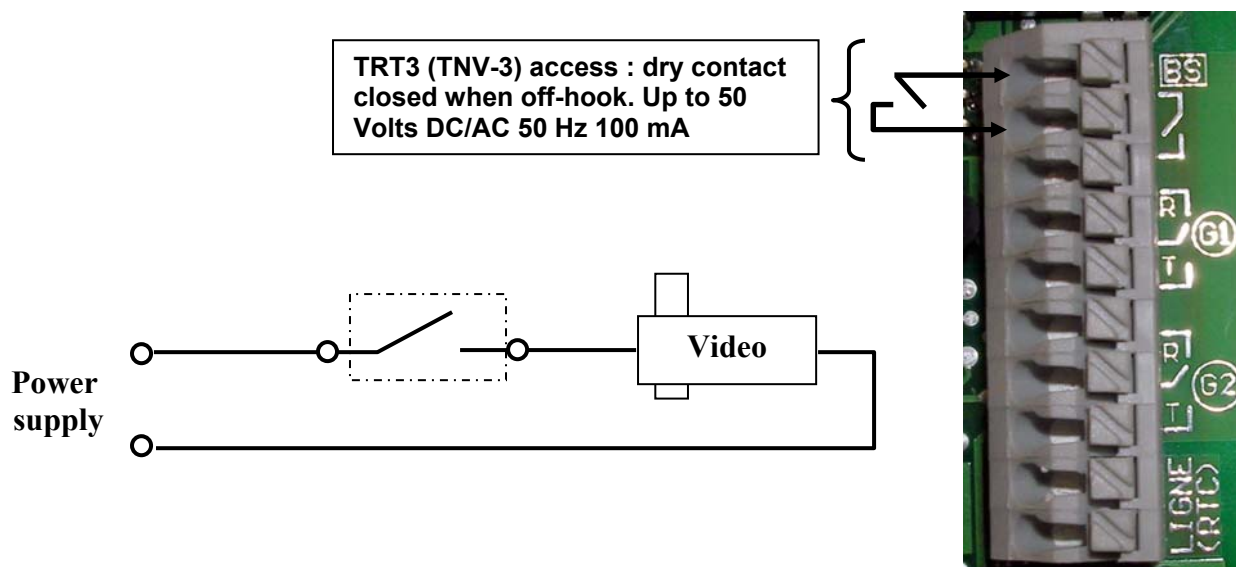 TRT3 (TNV-3) access : dry contact
closed when off-hook. Up to 50
Volts DC/AC 50 Hz 100 mA
BS
R
G1
T
Video
Power
supply
R
G2
T
LIGNE
(RTC)